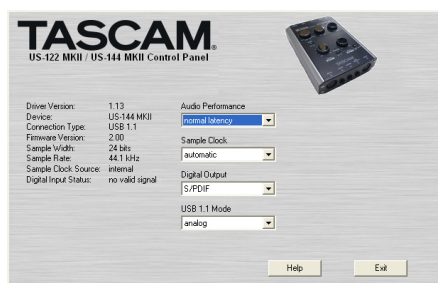 TASCAM®
US-122 MKII / US-144 MKII Control Panel
Driver Version: 1.13
Device: US-144 MKII
Connection Type: USB 1.1
Firmware Version: 2.00
Sample Width: 24 bits
Sample Rate: 44.1 kHz
Sample Clock Source: internal
Digital Input Status: no valid signal
Audio Performance
normal latency
Sample Clock
automatic
Digital Output
S/PDIF
USB 1.1 Mode
analog
Help
Exit